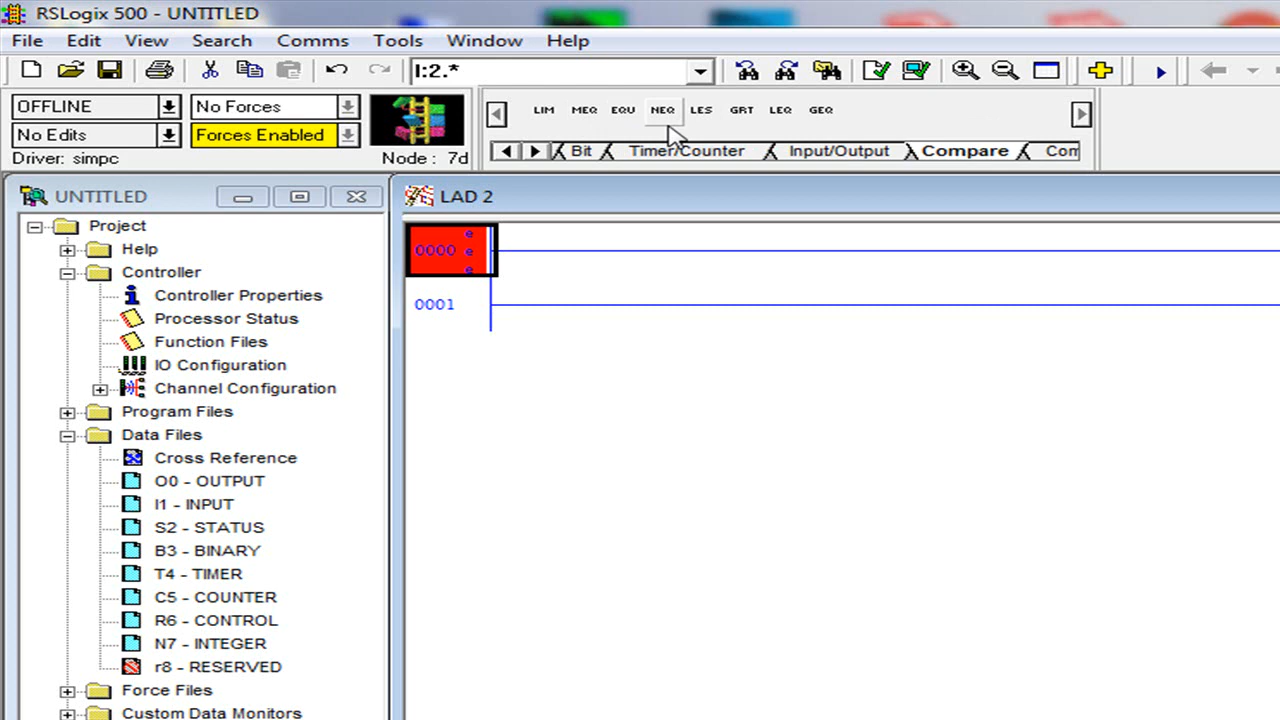 RSLogix 500 - UNTITLED
File Edit View Search Comms Tools Window Help
I:2.*
OFFLINE No Forces
No Edits Forces Enabled
Driver: simpc Node : 7d
LIM MEQ EQU NEQ LES GRT LEQ GEQ
Bit Timer/Counter Input/Output Compare Com
UNTITLED
Project
Help
Controller
Controller Properties
Processor Status
Function Files
IO Configuration
Channel Configuration
Program Files
Data Files
Cross Reference
O0 - OUTPUT
I1 - INPUT
S2 - STATUS
B3 - BINARY
T4 - TIMER
C5 - COUNTER
R6 - CONTROL
N7 - INTEGER
r8 - RESERVED
Force Files
Custom Data Monitors
LAD 2
e
0000 e
e
0001